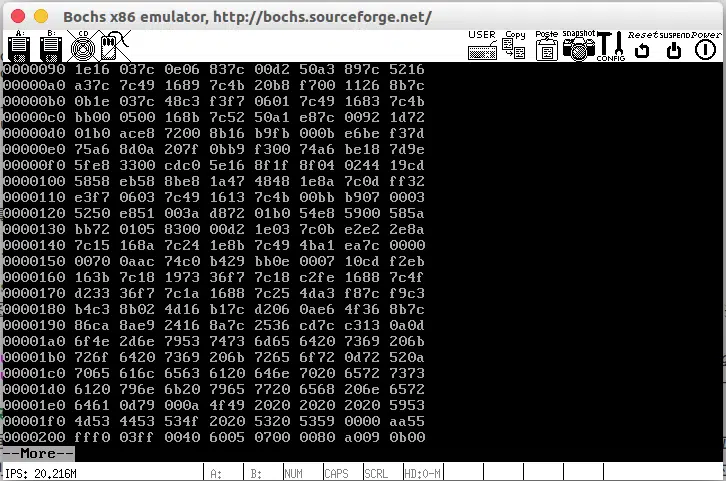 Bochs x86 emulator, http://bochs.sourceforge.net/
A: B: CD USER Copy Paste snapshot CONFIG Reset SUSPEND Power
0000090 1e16 037c 0e06 837c 00d2 50a3 897c 5216
00000a0 a37c 7c49 1689 7c4b 20b8 f700 1126 8b7c
00000b0 0b1e 037c 48c3 f3f7 0601 7c49 1683 7c4b
00000c0 bb00 0500 168b 7c52 50a1 e87c 0092 1d72
00000d0 01b0 ace8 7200 8b16 b9fb 000b e6be f37d
00000e0 75a6 8d0a 207f 0bb9 f300 74a6 be18 7d9e
00000f0 5fe8 3300 cdc0 5e16 8f1f 8f04 0244 19cd
0000100 5858 eb58 8be8 1a47 4848 1e8a 7c0d ff32
0000110 e3f7 0603 7c49 1613 7c4b 00bb b907 0003
0000120 5250 e851 003a d872 01b0 54e8 5900 585a
0000130 bb72 0105 8300 00d2 1e03 7c0b e2e2 2e8a
0000140 7c15 168a 7c24 1e8b 7c49 4ba1 ea7c 0000
0000150 0070 0aac 74c0 b429 bb0e 0007 10cd f2eb
0000160 163b 7c18 1973 36f7 7c18 c2fe 1688 7c4f
0000170 d233 36f7 7c1a 1688 7c25 4da3 f87c f9c3
0000180 b4c3 8b02 4d16 b17c d206 0ae6 4f36 8b7c
0000190 86ca 8ae9 2416 8a7c 2536 cd7c c313 0a0d
00001a0 6f4e 2d6e 7953 7473 6d65 6420 7369 206b
00001b0 726f 6420 7369 206b 7265 6f72 0d72 520a
00001c0 7065 616c 6563 6120 646e 7020 6572 7373
00001d0 6120 796e 6b20 7965 7720 6568 206e 6572
00001e0 6461 0d79 000a 4f49 2020 2020 2020 5953
00001f0 4d53 4453 534f 2020 5320 5359 0000 aa55
0000200 fff0 03ff 0040 6005 0700 0080 a009 0b00
--More--
IPS: 20.216M A: B: NUM CAPS SCRL HD:0-M